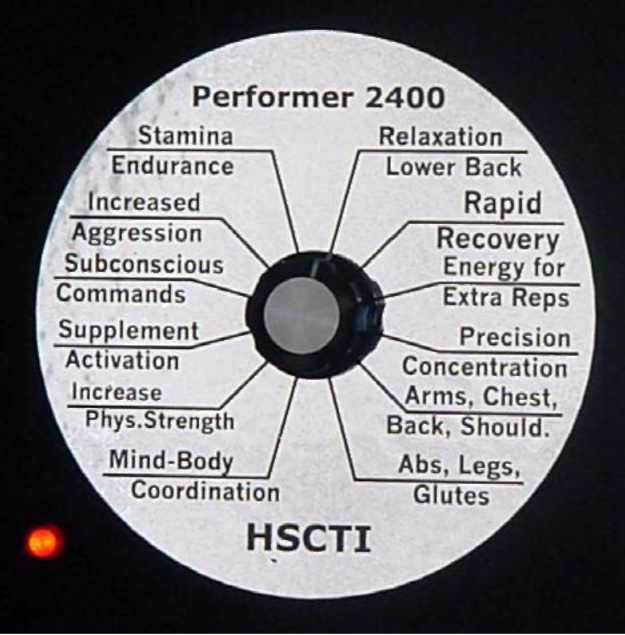 Performer 2400
Stamina
Endurance
Increased
Aggression
Subconscious
Commands
Supplement
Activation
Increase
Phys.Strength
Mind-Body
Coordination
Relaxation
Lower Back
Rapid
Recovery
Energy for
Extra Reps
Precision
Concentration
Arms, Chest,
Back, Should.
Abs, Legs,
Glutes
HSCTI